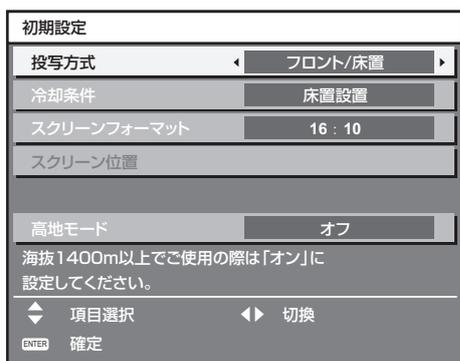 初期設定
投写方式 フロント/床置
冷却条件 床置設置
スクリーンフォーマット 16：10
スクリーン位置
高地モード オフ
海抜1400m以上でご使用の際は「オン」に
設定してください。
項目選択 切換
ENTER 確定